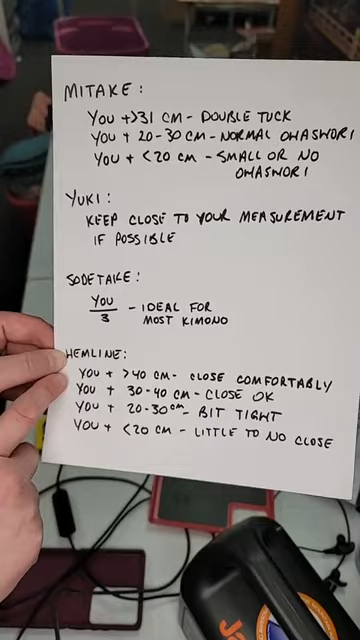 MITAKE:
YOU +>31 CM - DOUBLE TUCK
YOU + 20-30 CM - NORMAL OHASWORI
YOU + <20 CM - SMALL OR NO
OHASWORI
YUKI:
KEEP CLOSE TO YOUR MEASUREMENT
IF POSSIBLE
SODETAKE:
YOU
3
- IDEAL FOR
MOST KIMONO
HEMLINE:
YOU + >40 CM - CLOSE COMFORTABLY
YOU + 30-40 CM - CLOSE OK
YOU + 20-30 CM - BIT TIGHT
YOU + <20 CM - LITTLE TO NO CLOSE